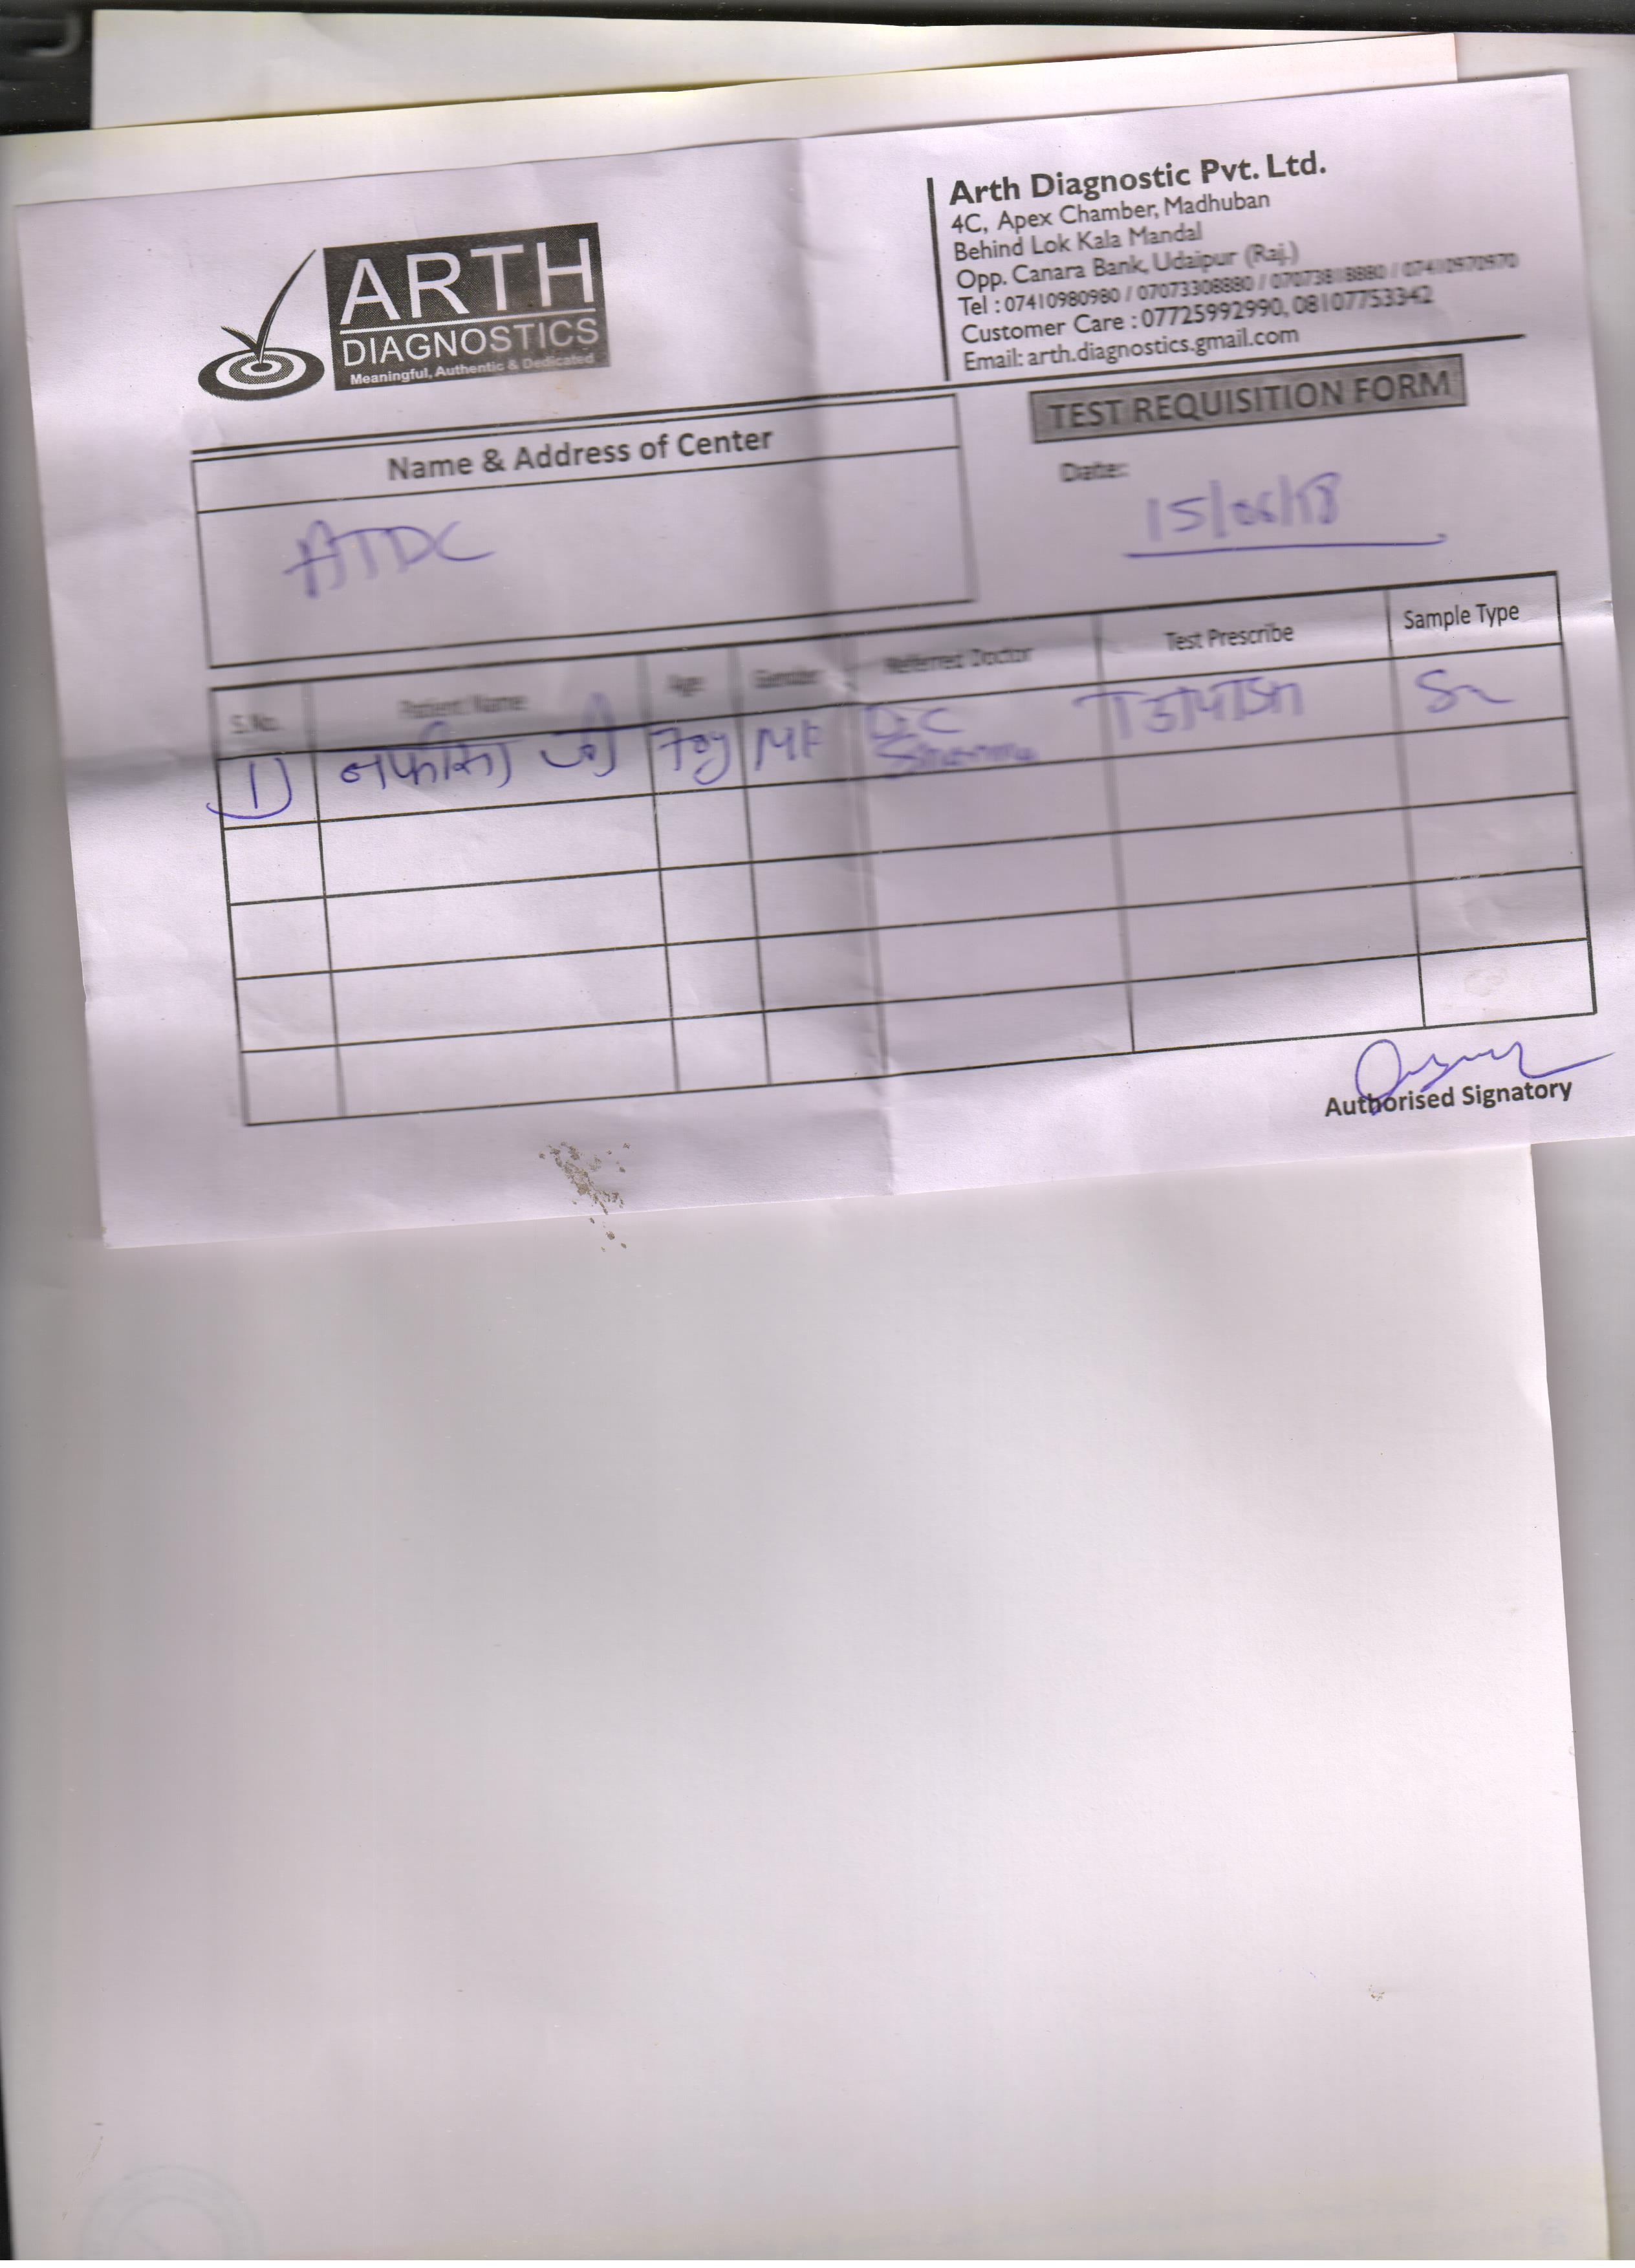 ARTH
DIAGNOSTICS
Meaningful, Authentic & Dedicated
Arth Diagnostic Pvt. Ltd.
4C, Apex Chamber, Madhuban
Behind Lok Kala Mandal
Opp. Canara Bank, Udaipur (Raj.)
Tel : 07410980980 / 07073308880 / 07073818880 / 07410970970
Customer Care : 07725992990, 08107753342
Email: arth.diagnostics.gmail.com
TEST REQUISITION FORM
Name & Address of Center
Date:
ATDC
15/06/18
S.No. Patient Name Age Gender Referred Doctor Test Prescribe Sample Type
1) 70y D.C Sharma
Authorised Signatory